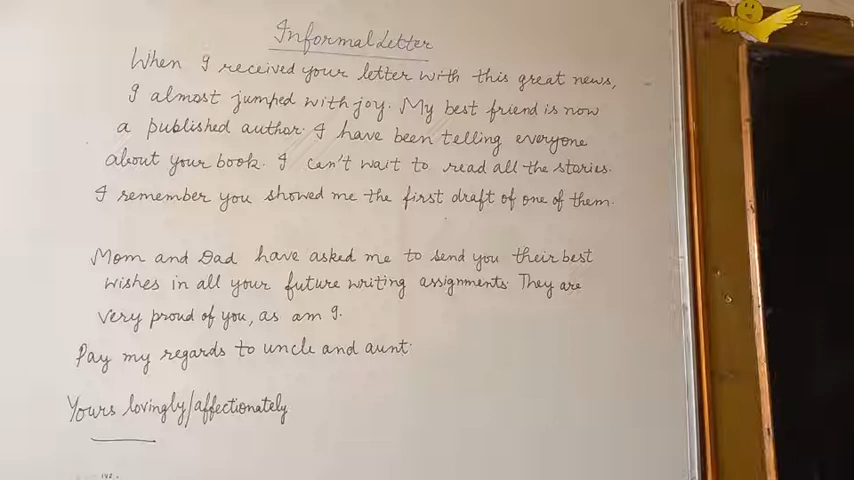 Informal Letter
When I received your letter with this great news,
I almost jumped with joy. My best friend is now
a published author. I have been telling everyone
about your book. I can't wait to read all the stories.
I remember you showed me the first draft of one of them.
Mom and Dad have asked me to send you their best
wishes in all your future writing assignments. They are
very proud of you, as am I.
Pay my regards to uncle and aunt.
Yours lovingly/affectionately